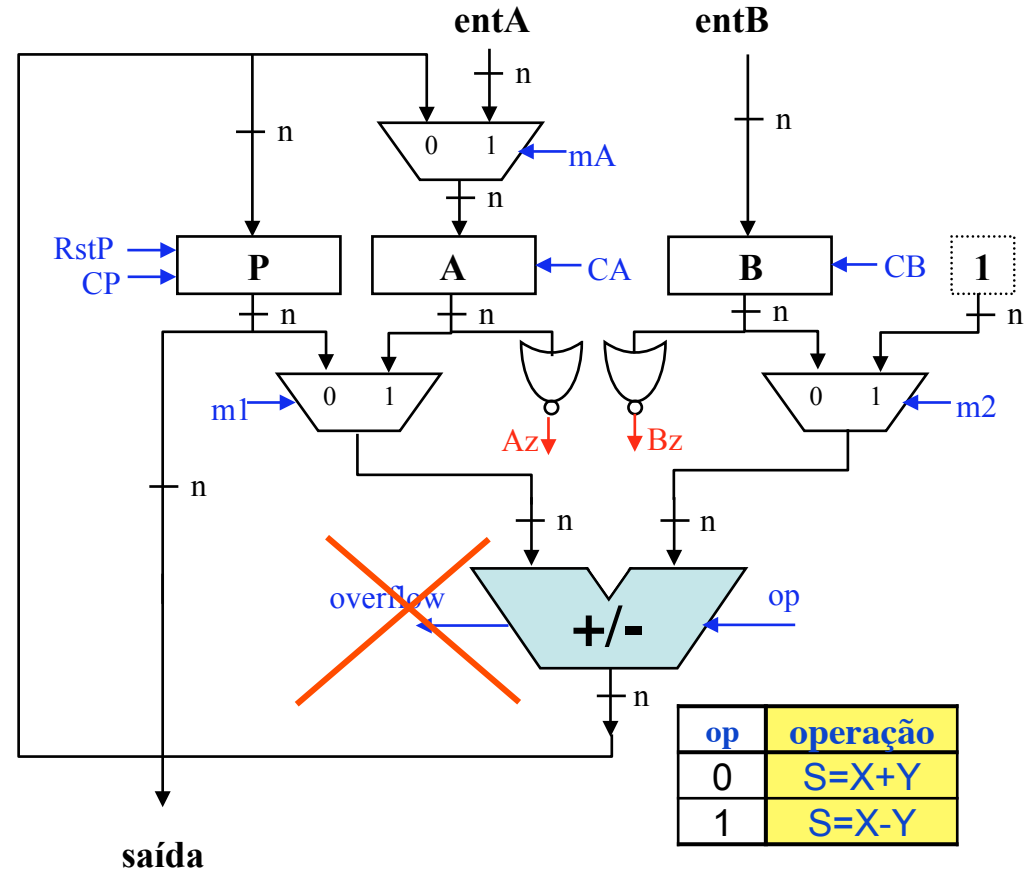 entA entB
n
n n
0 1 mA
n
RstP
CP P A CA B CB 1
n n n n
m1 0 1 0 1 m2
Az Bz
n
n n
overflow +/- op
n
op operação
0 S=X+Y
1 S=X-Y
saída